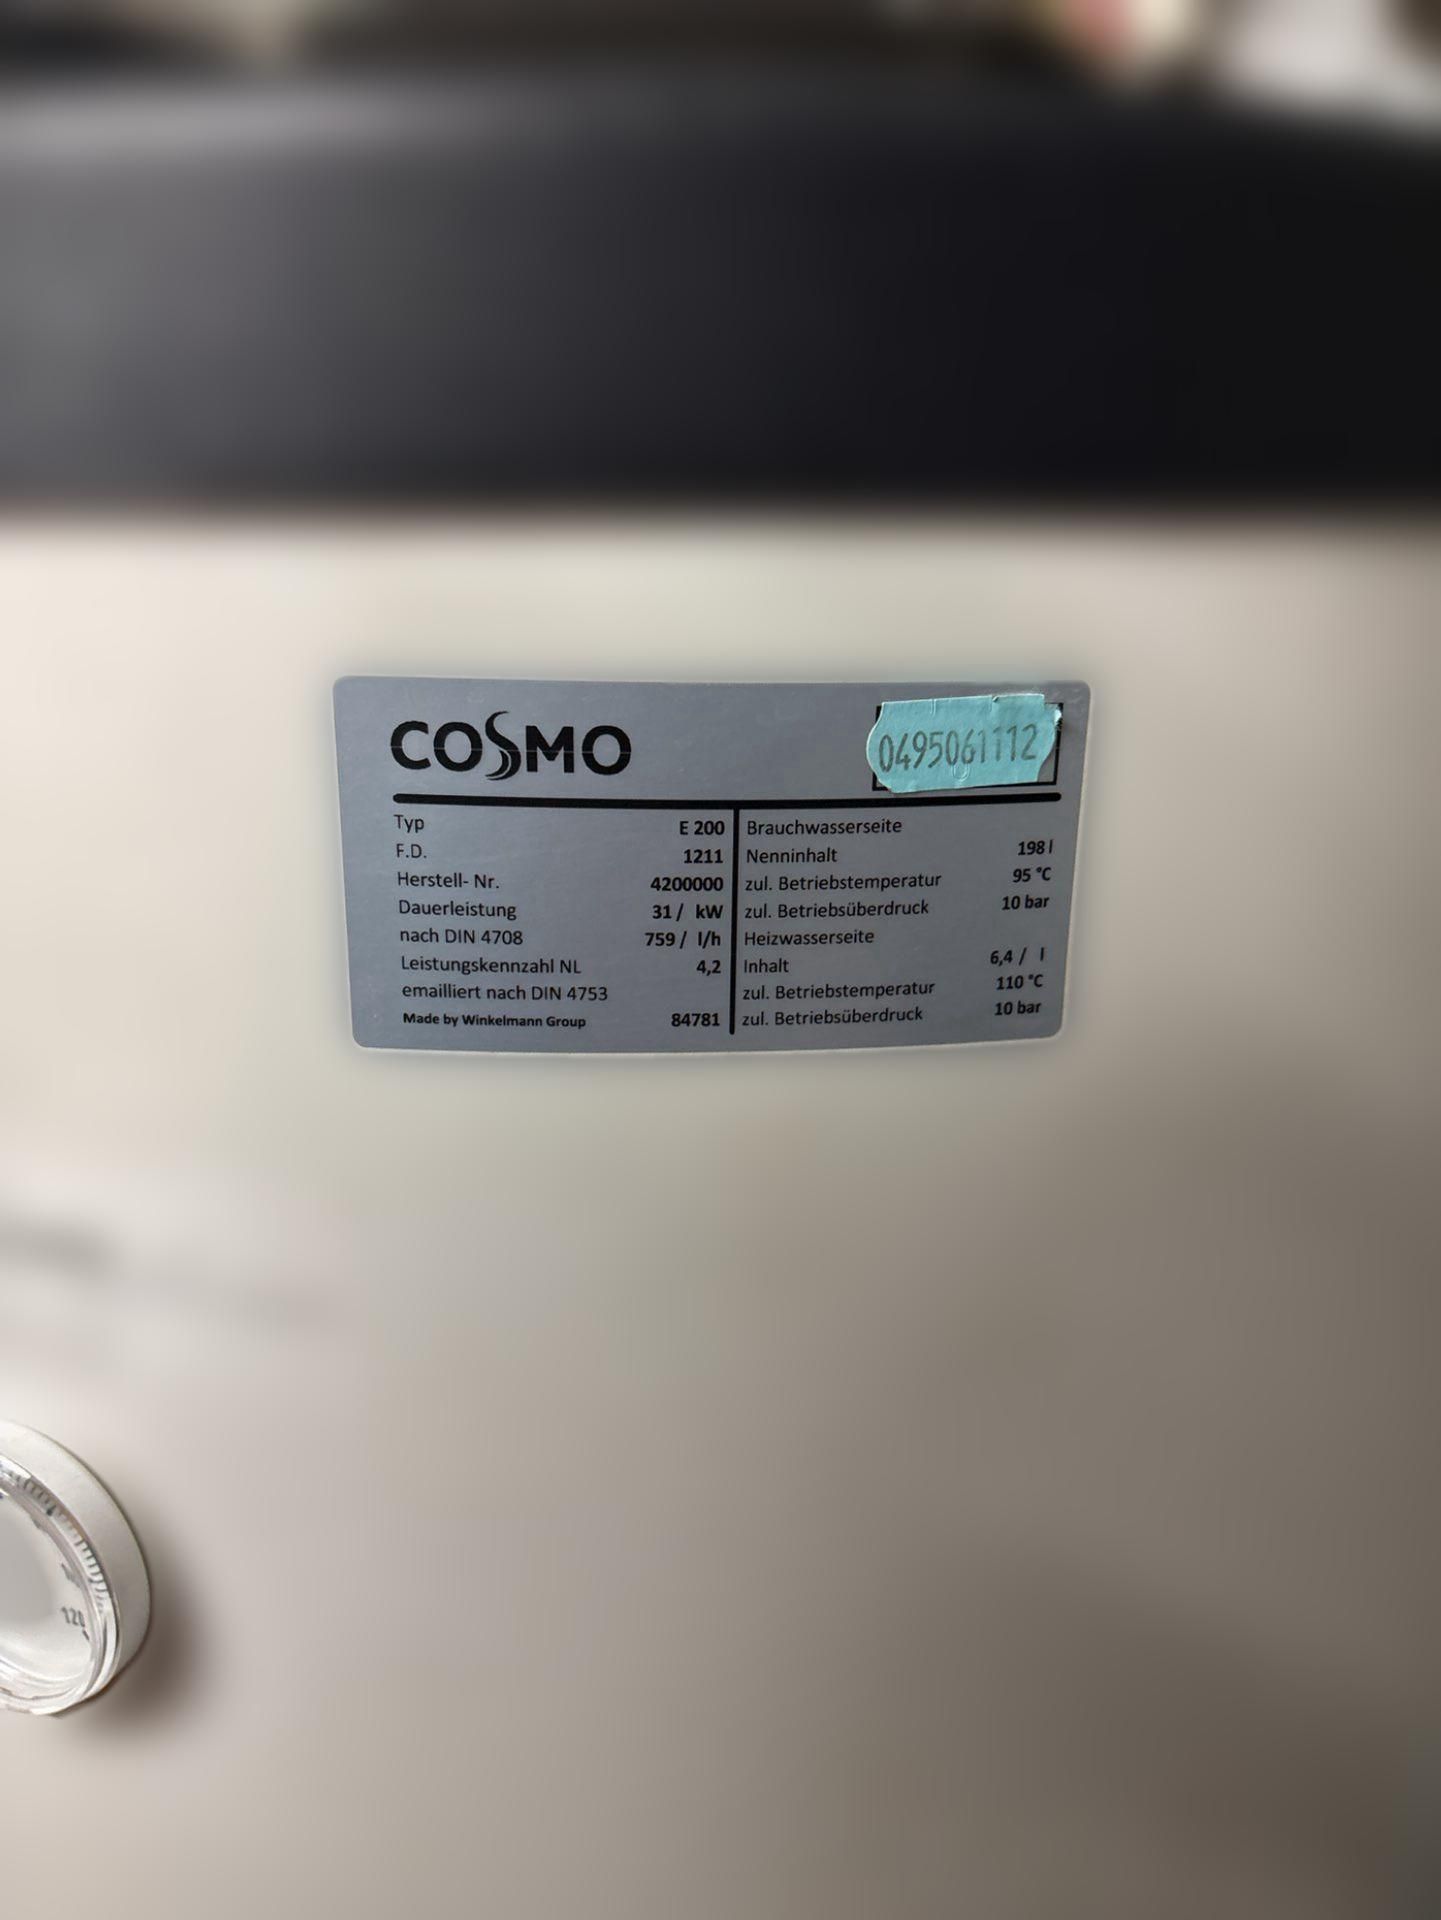 COSMO
0495061112
Typ E 200
F.D. 1211
Herstell- Nr. 4200000
Dauerleistung 31 / kW
nach DIN 4708 759 / l/h
Leistungskennzahl NL 4,2
emailliert nach DIN 4753
Made by Winkelmann Group 84781
Brauchwasserseite
Nenninhalt 198 l
zul. Betriebstemperatur 95 °C
zul. Betriebsüberdruck 10 bar
Heizwasserseite
Inhalt 6,4 / l
zul. Betriebstemperatur 110 °C
zul. Betriebsüberdruck 10 bar
120